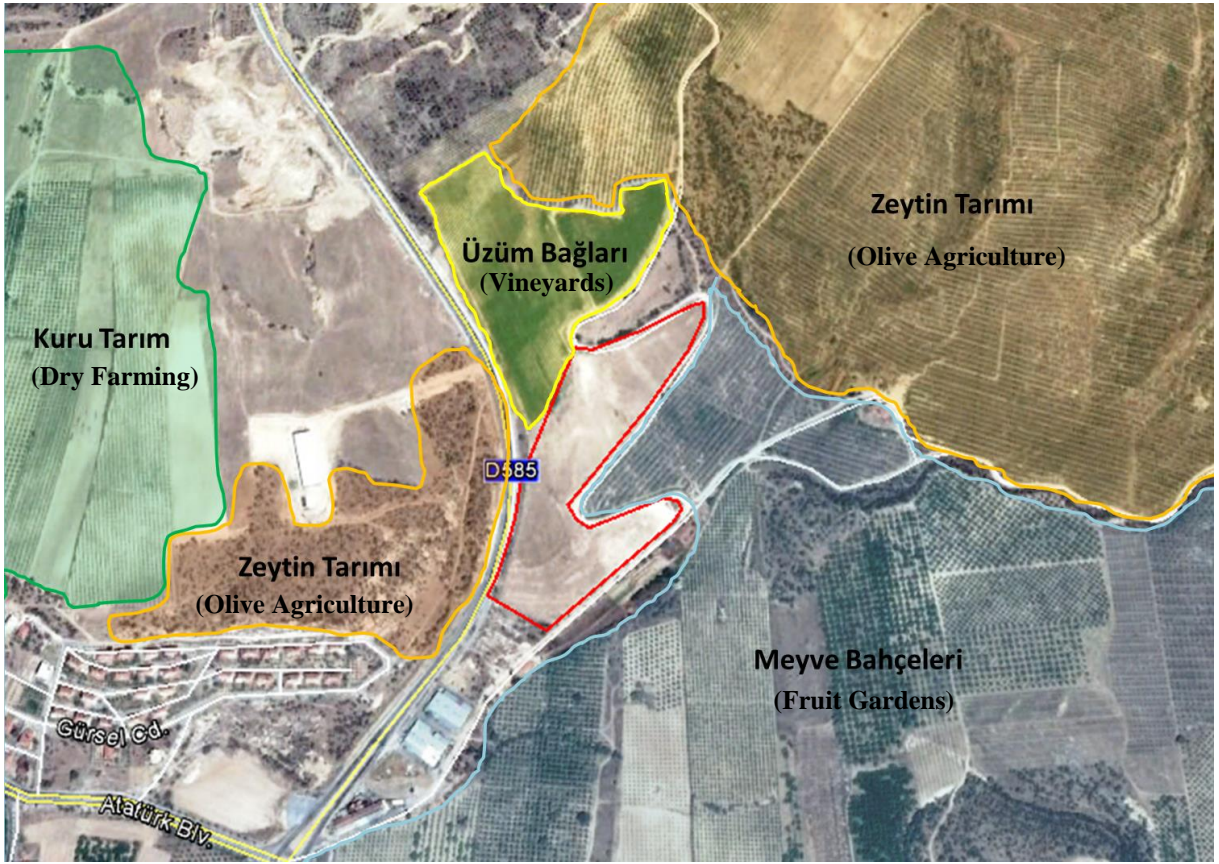 Zeytin Tarımı
(Olive Agriculture)
Üzüm Bağları
(Vineyards)
Kuru Tarım
(Dry Farming)
D585
Zeytin Tarımı
(Olive Agriculture)
Meyve Bahçeleri
(Fruit Gardens)
Gürsel Cd.
Atatürk Blv.